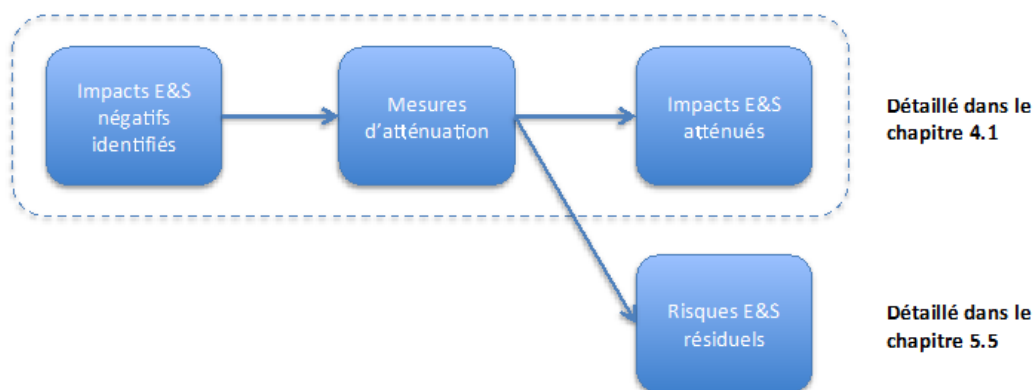 Impacts E&S
négatifs
identifiés
Mesures
d'atténuation
Impacts E&S
atténués
Détaillé dans le
chapitre 4.1
Risques E&S
résiduels
Détaillé dans le
chapitre 5.5